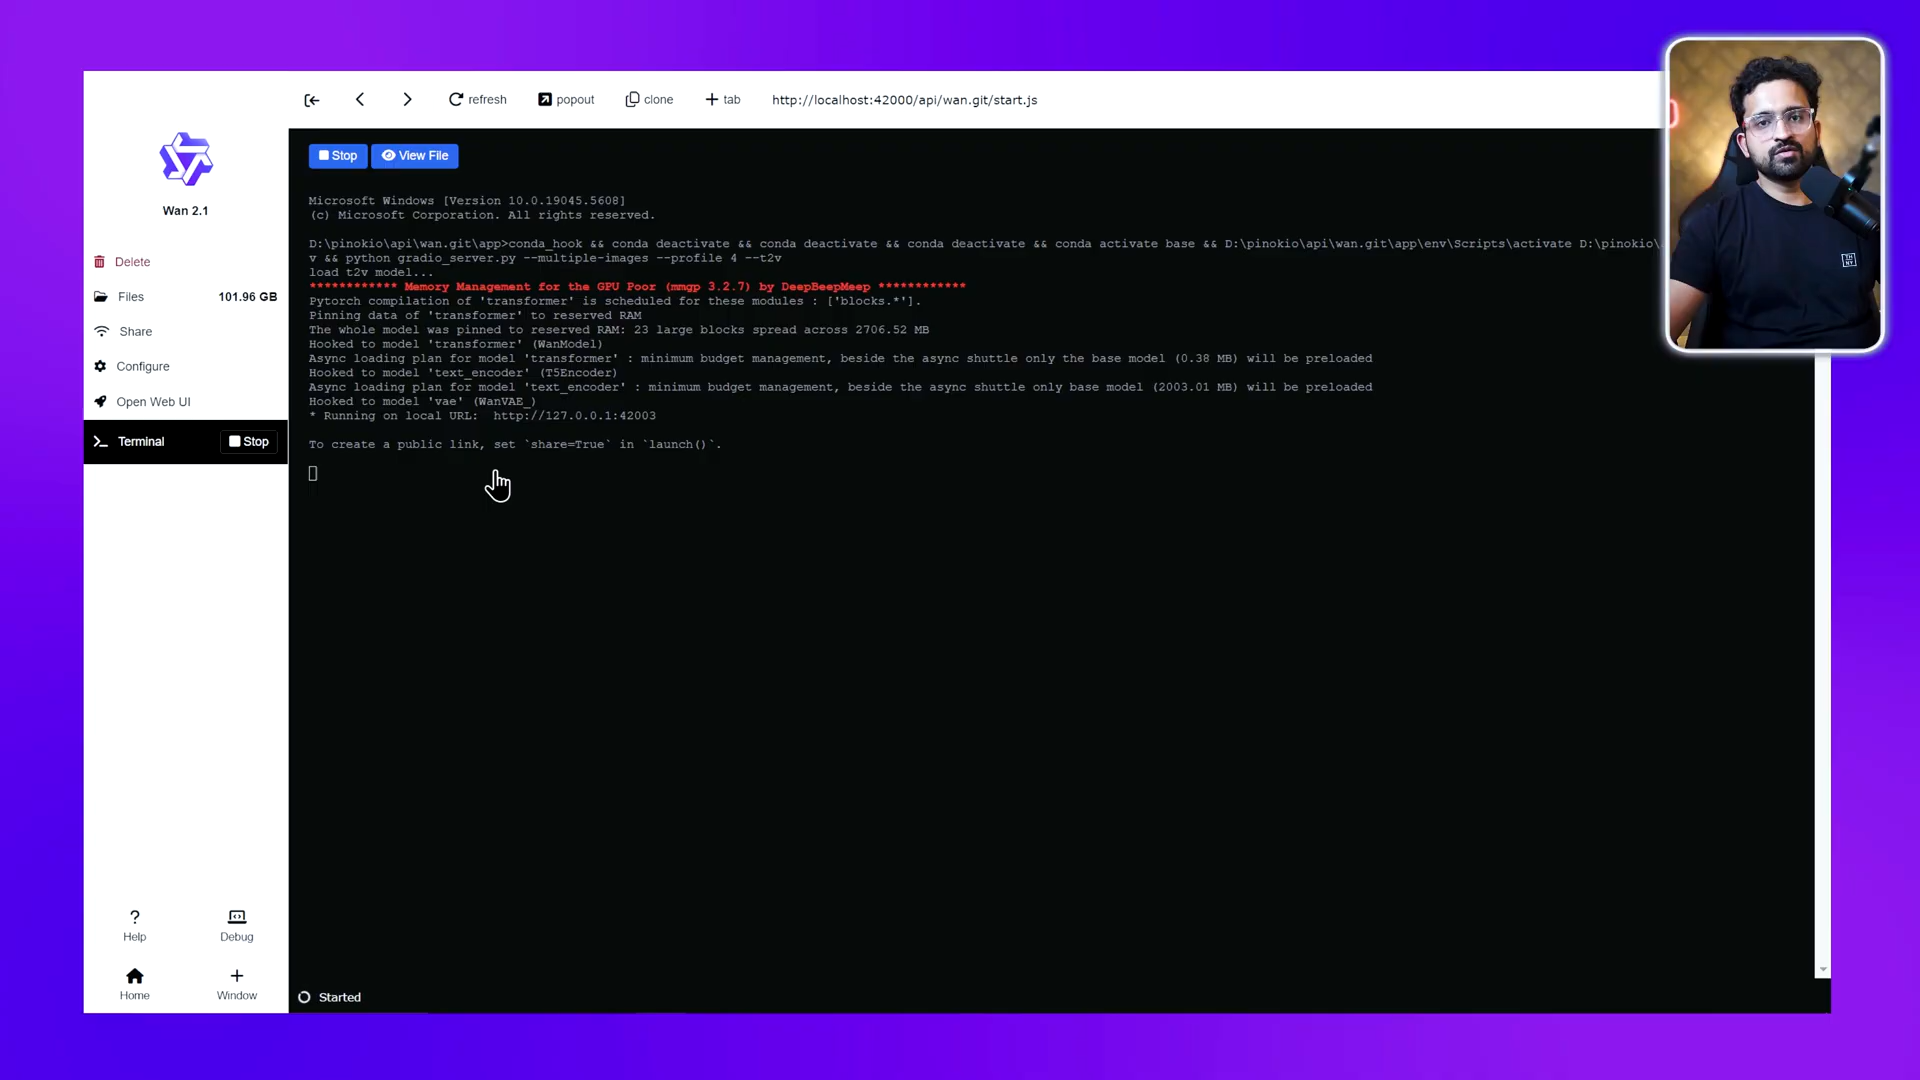 refresh
popout
clone
tab
http://localhost:42000/api/wan.git/start.js
Wan 2.1
Delete
Files 101.96 GB
Share
Configure
Open Web UI
Terminal Stop
Help
Debug
Home
Window
Stop
View File
Microsoft Windows [Version 10.0.19045.5608]
(c) Microsoft Corporation. All rights reserved.
D:\pinokio\api\wan.git\app>conda_hook && conda deactivate && conda deactivate && conda deactivate && conda activate base && D:\pinokio\api\wan.git\app\env\Scripts\activate D:\pinokio\
v && python gradio_server.py --multiple-images --profile 4 --t2v
load t2v model...
************ Memory Management for the GPU Poor (mmgp 3.2.7) by DeepBeepMeep ************
Pytorch compilation of 'transformer' is scheduled for these modules : ['blocks.*'].
Pinning data of 'transformer' to reserved RAM
The whole model was pinned to reserved RAM: 23 large blocks spread across 2706.52 MB
Hooked to model 'transformer' (WanModel)
Async loading plan for model 'transformer' : minimum budget management, beside the async shuttle only the base model (0.38 MB) will be preloaded
Hooked to model 'text_encoder' (T5Encoder)
Async loading plan for model 'text_encoder' : minimum budget management, beside the async shuttle only base model (2003.01 MB) will be preloaded
Hooked to model 'vae' (WanVAE_)
* Running on local URL:  http://127.0.0.1:42003
To create a public link, set `share=True` in `launch()`.
Started